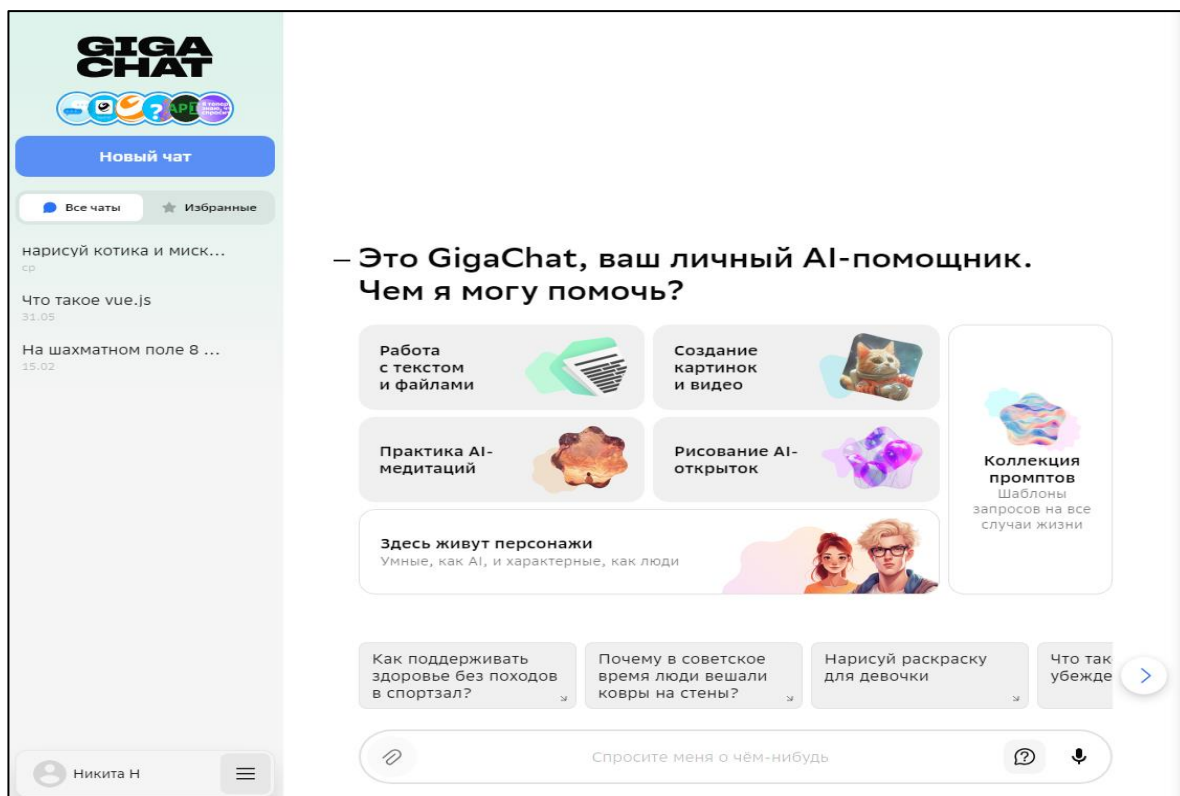 GIGA
CHAT
API
Новый чат
Все чаты
Избранные
нарисуй котика и миск...
ср
Что такое vue.js
31.05
На шахматном поле 8 ...
15.02
Никита Н
– Это GigaChat, ваш личный AI-помощник.
Чем я могу помочь?
Работа
с текстом
и файлами
Создание
картинок
и видео
Практика AI-
медитаций
Рисование AI-
открыток
Здесь живут персонажи
Умные, как AI, и характерные, как люди
Коллекция
промптов
Шаблоны
запросов на все
случаи жизни
Как поддерживать
здоровье без походов
в спортзал?
Почему в советское
время люди вешали
ковры на стены?
Нарисуй раскраску
для девочки
Что так
убежде
Спросите меня о чём-нибудь